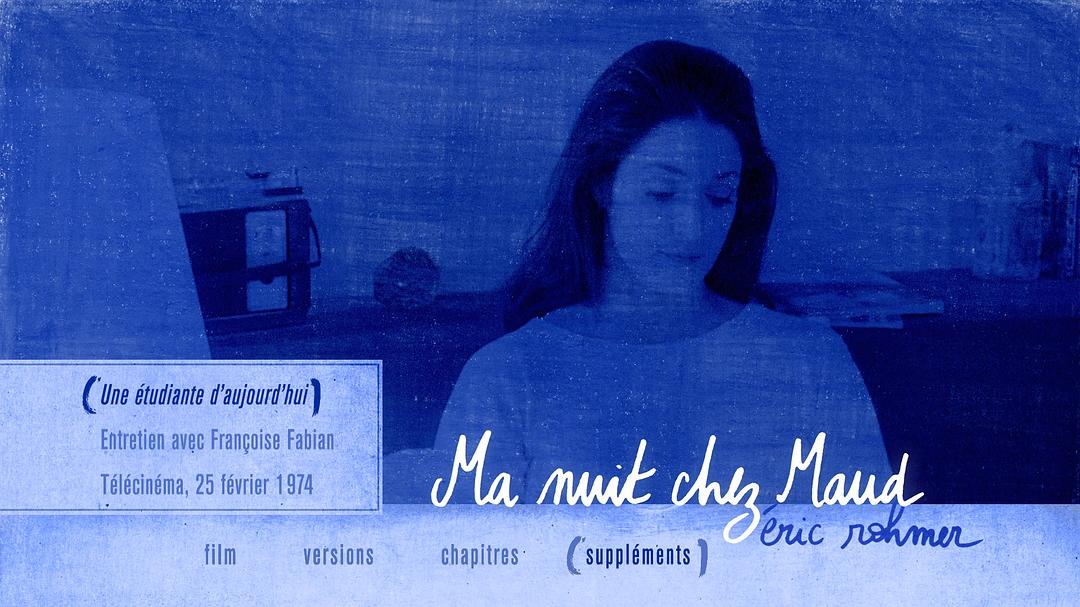 (Une étudiante d'aujourd'hui)
Entretien avec Françoise Fabian
Télécinéma, 25 février 1974
Ma nuit chez Maud
éric rohmer
film versions chapitres (suppléments)